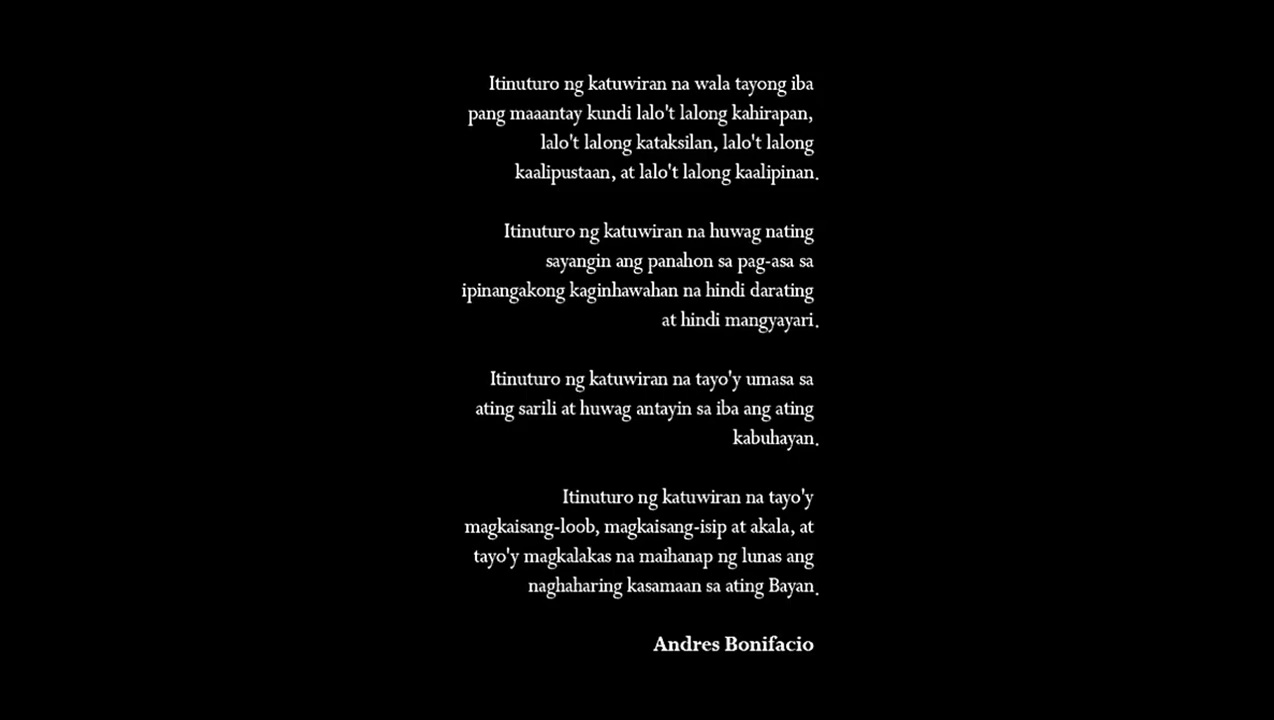 Itinuturo ng katuwiran na wala tayong iba
pang maaantay kundi lalo't lalong kahirapan,
lalo't lalong kataksilan, lalo't lalong
kaalipustaan, at lalo't lalong kaalipinan.
Itinuturo ng katuwiran na huwag nating
sayangin ang panahon sa pag-asa sa
ipinangakong kaginhawahan na hindi darating
at hindi mangyayari.
Itinuturo ng katuwiran na tayo'y umasa sa
ating sarili at huwag antayin sa iba ang ating
kabuhayan.
Itinuturo ng katuwiran na tayo'y
magkaisang-loob, magkaisang-isip at akala, at
tayo'y magkalakas na maihanap ng lunas ang
naghaharing kasamaan sa ating Bayan.
Andres Bonifacio